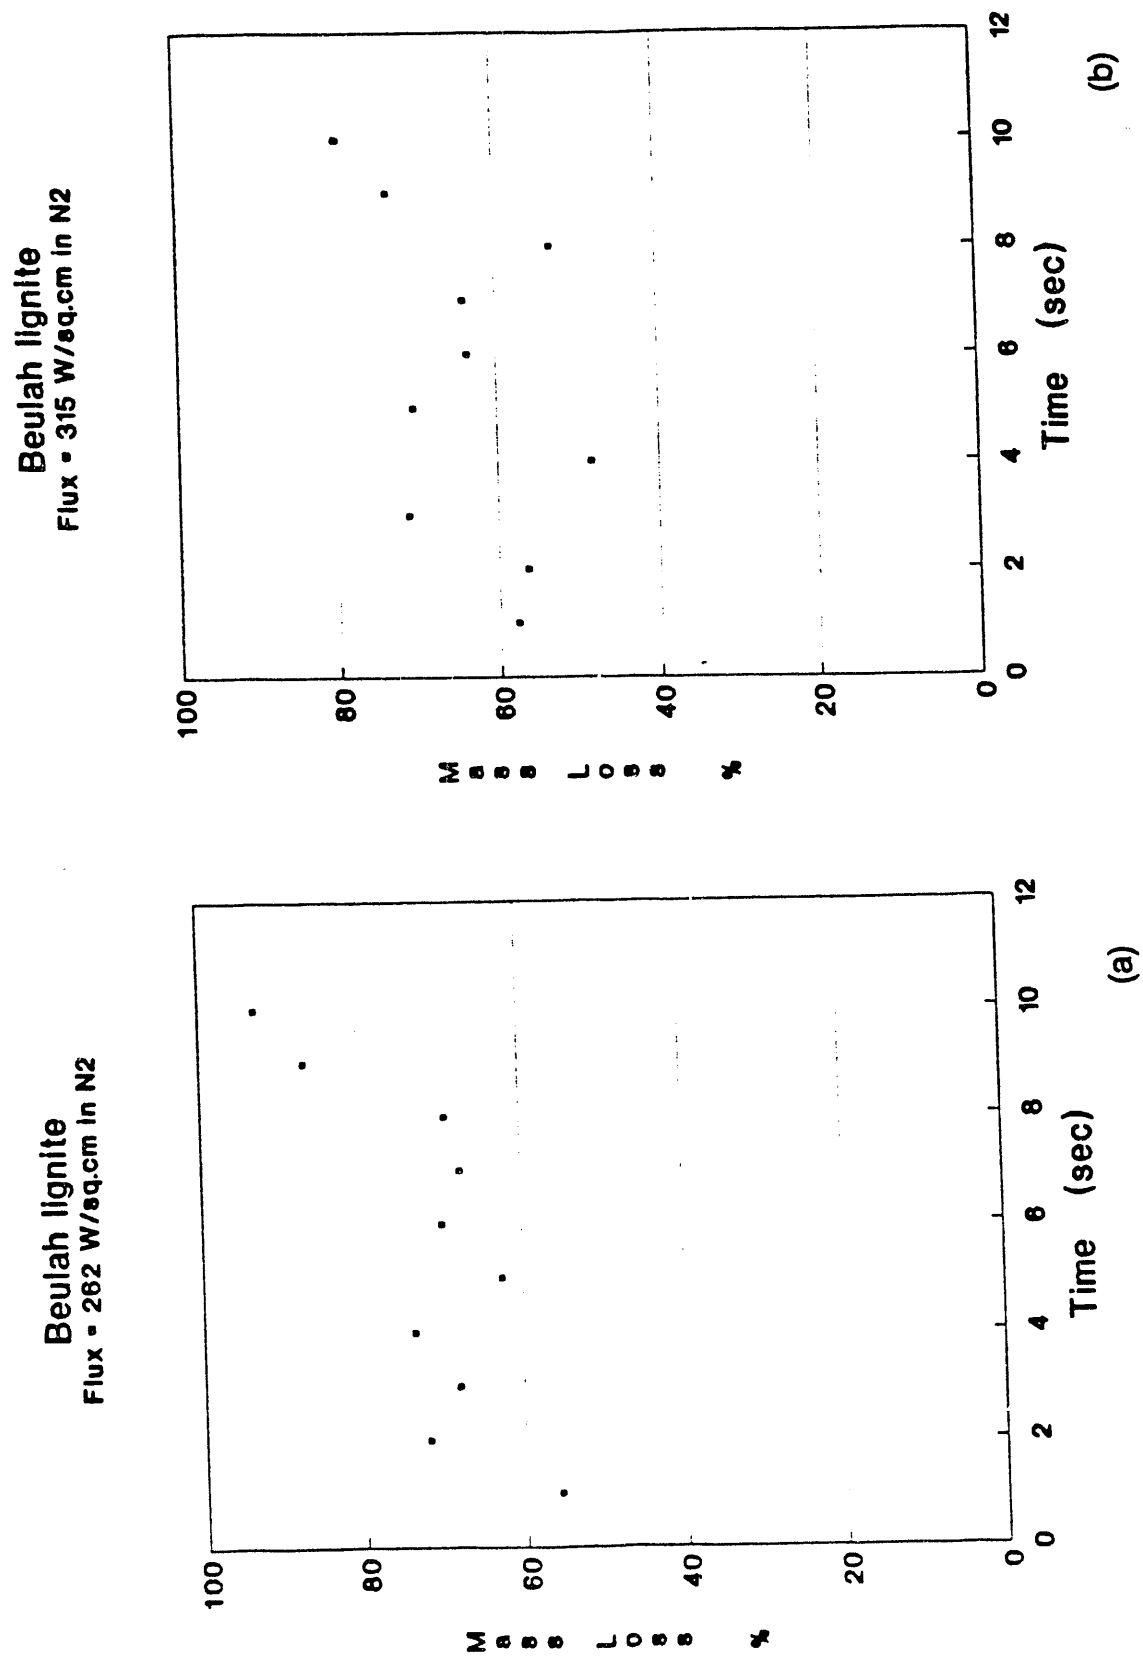 Beulah lignite
Flux = 262 W/sq.cm in N2
Mass Loss %
100
80
60
40
20
0
0 2 4 6 8 10 12
Time (sec)
(a)
Beulah lignite
Flux = 315 W/sq.cm in N2
Mass Loss %
100
80
60
40
20
0
0 2 4 6 8 10 12
Time (sec)
(b)